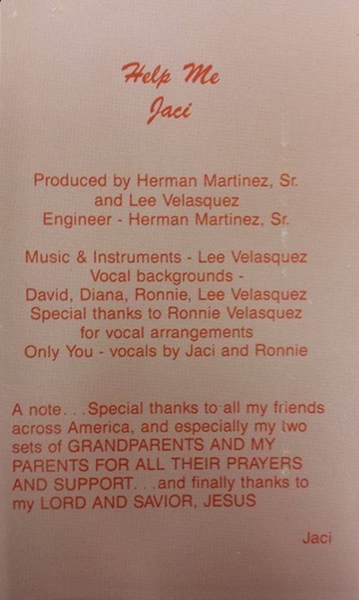 Help Me
Jaci
Produced by Herman Martinez, Sr.
and Lee Velasquez
Engineer - Herman Martinez, Sr.
Music & Instruments - Lee Velasquez
Vocal backgrounds -
David, Diana, Ronnie, Lee Velasquez
Special thanks to Ronnie Velasquez
for vocal arrangements
Only You - vocals by Jaci and Ronnie
A note. . .Special thanks to all my friends
across America, and especially my two
sets of GRANDPARENTS AND MY
PARENTS FOR ALL THEIR PRAYERS
AND SUPPORT. . .and finally thanks to
my LORD AND SAVIOR, JESUS
Jaci